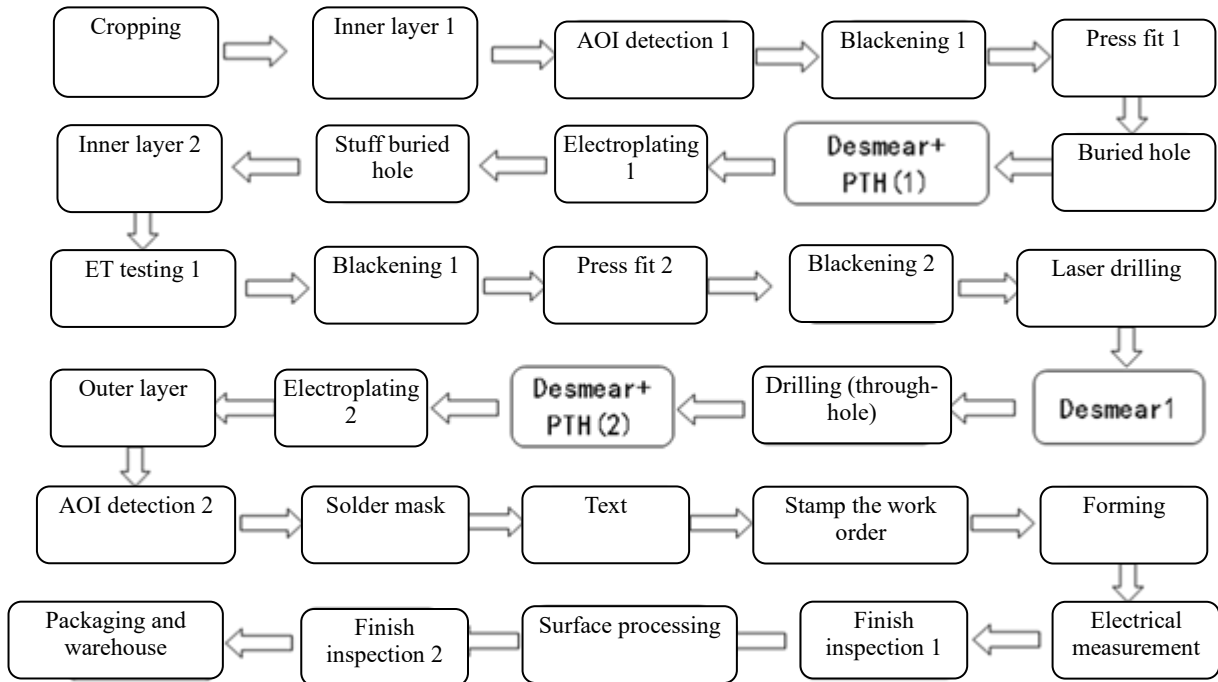 Cropping
Inner layer 1
AOI detection 1
Blackening 1
Press fit 1
Buried hole
Desmear+
PTH(1)
Electroplating
1
Stuff buried
hole
Inner layer 2
ET testing 1
Blackening 1
Press fit 2
Blackening 2
Laser drilling
Desmear1
Drilling (through-
hole)
Desmear+
PTH(2)
Electroplating
2
Outer layer
AOI detection 2
Solder mask
Text
Stamp the work
order
Forming
Electrical
measurement
Finish
inspection 1
Surface processing
Finish
inspection 2
Packaging and
warehouse